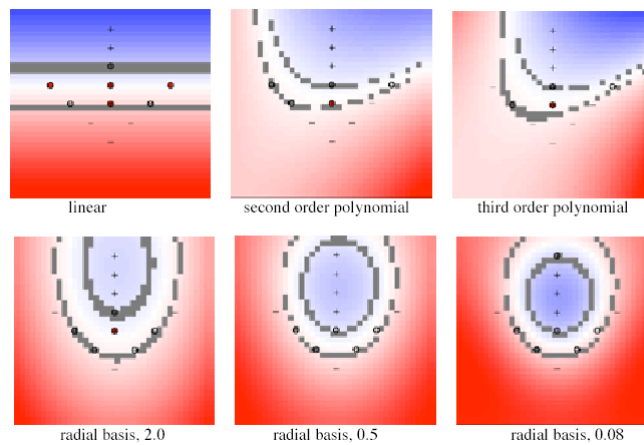 linear
second order polynomial
third order polynomial
radial basis, 2.0
radial basis, 0.5
radial basis, 0.08